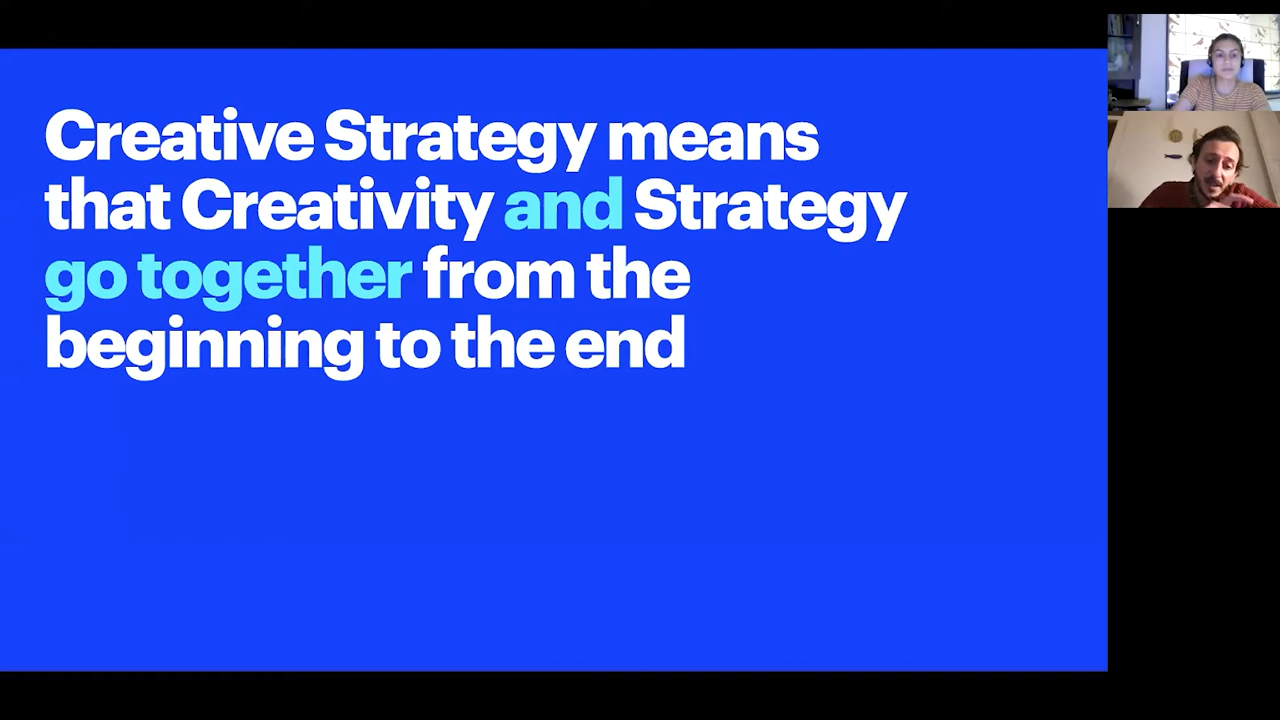 Creative Strategy means
that Creativity and Strategy
go together from the
beginning to the end